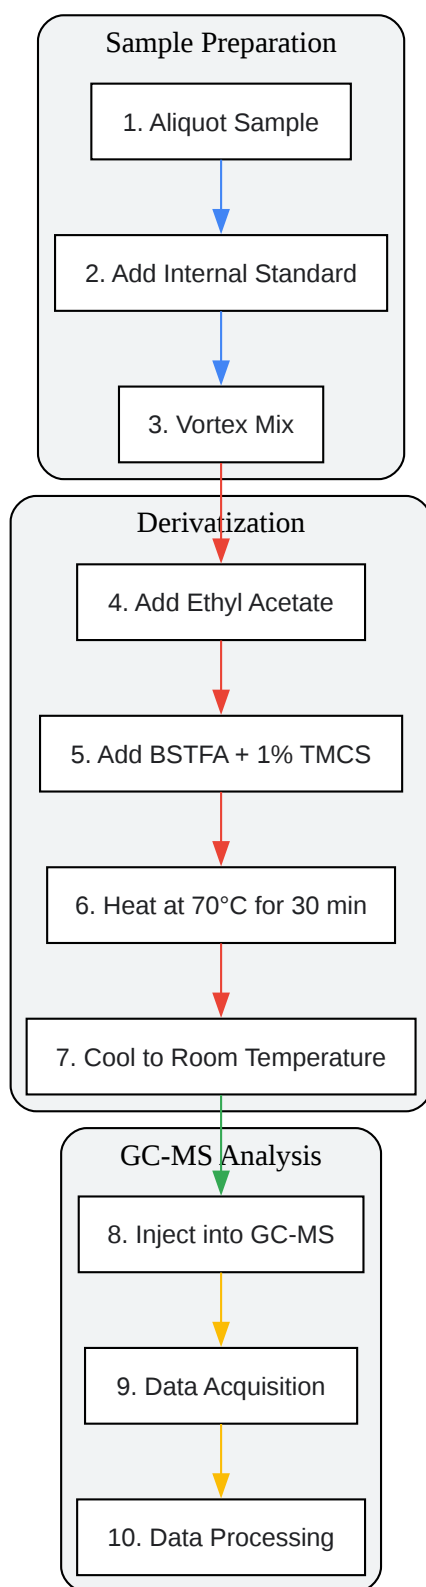 Sample Preparation
1. Aliquot Sample
2. Add Internal Standard
3. Vortex Mix
Derivatization
4. Add Ethyl Acetate
5. Add BSTFA + 1% TMCS
6. Heat at 70°C for 30 min
7. Cool to Room Temperature
GC-MS Analysis
8. Inject into GC-MS
9. Data Acquisition
10. Data Processing